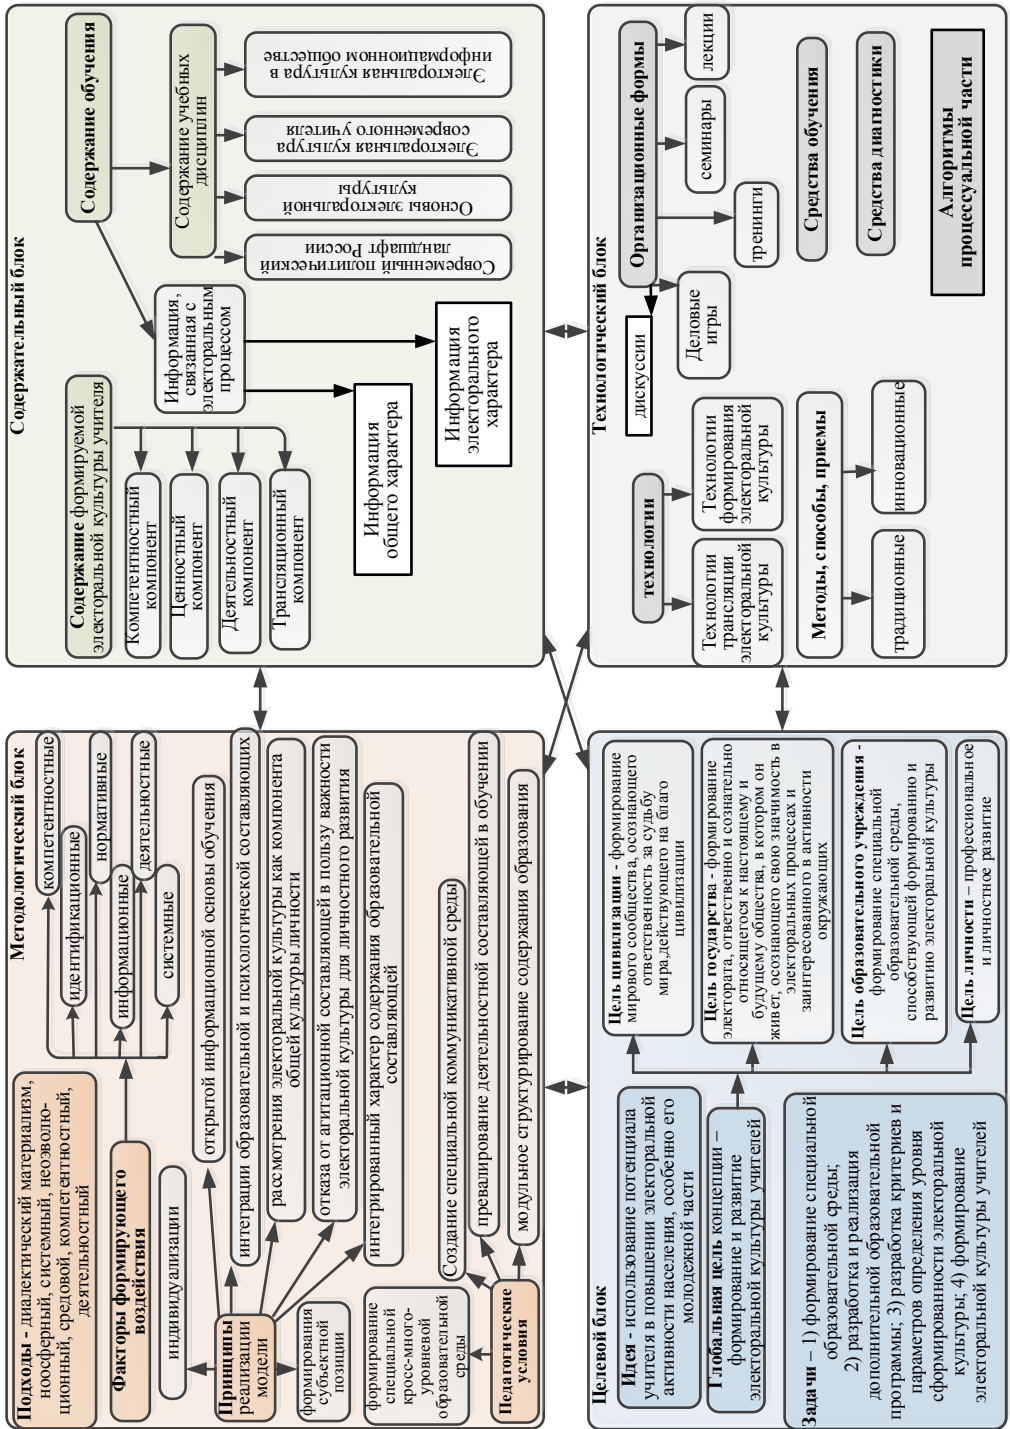 Методологический блок
Подходы - диалектический материализм,
ноосферный, системный, неоэволю-
ционный, средовой, компетентностный,
деятельностный
Факторы формирующего
воздействия
компетентностные
идентификационные
нормативные
информационные
деятельностные
системные
индивидуализации
Принципы
реализации
модели
формирования
субъектной
позиции
открытой информационной основы обучения
интеграции образовательной и психологической составляющих
рассмотрения электоральной культуры как компонента
общей культуры личности
отказа от агитационной составляющей в пользу важности
электоральной культуры для личностного развития
интегрированный характер содержания образовательной
составляющей
формирование
специальной
кросс-много-
уровневой
образовательной
среды
Педагогические
условия
Создание специальной коммуникативной среды
превалирование деятельностной составляющей в обучении
модульное структурирование содержания образования
Содержательный блок
Содержание формируемой
электоральной культуры учителя
Компетентностный
компонент
Ценностный
компонент
Деятельностный
компонент
Трансляционный
компонент
Содержание обучения
Информация,
связанная с
электоральным
процессом
Информация
общего характера
Информация
электорального
характера
Содержание учебных
дисциплин
Современный политический
ландшафт России
Основы электоральной
культуры
Электоральная культура
современного учителя
Электоральная культура в
информационном обществе
Целевой блок
Идея - использование потенциала
учителя в повышении электоральной
активности населения, особенно его
молодежной части
Глобальная цель концепции –
формирование и развитие
электоральной культуры учителей
Задачи – 1) формирование специальной
образовательной среды;
2) разработка и реализация
дополнительной образовательной
программы; 3) разработка критериев и
параметров определения уровня
сформированности электоральной
культуры; 4) формирование
электоральной культуры учителей
Цель цивилизации - формирование
мирового сообщества, осознающего
ответственность за судьбу
мира,действующего на благо
цивилизации
Цель государства - формирование
электората, ответственно и сознательно
относящегося к настоящему и
будущему общества, в котором он
живет, осознающего свою значимость в
электоральных процессах и
заинтересованного в активности
окружающих
Цель образовательного учреждения -
формирование специальной
образовательной среды,
способствующей формированию и
развитию электоральной культуры
Цель личности – профессиональное
и личностное развитие
Технологический блок
технологии
Технологии
трансляции
электоральной
культуры
Технологии
формирования
электоральной
культуры
Методы, способы, приемы
традиционные
инновационные
Организационные формы
дискуссии
Деловые
игры
тренинги
семинары
лекции
Средства обучения
Средства диагностики
Алгоритмы
процессуальной части